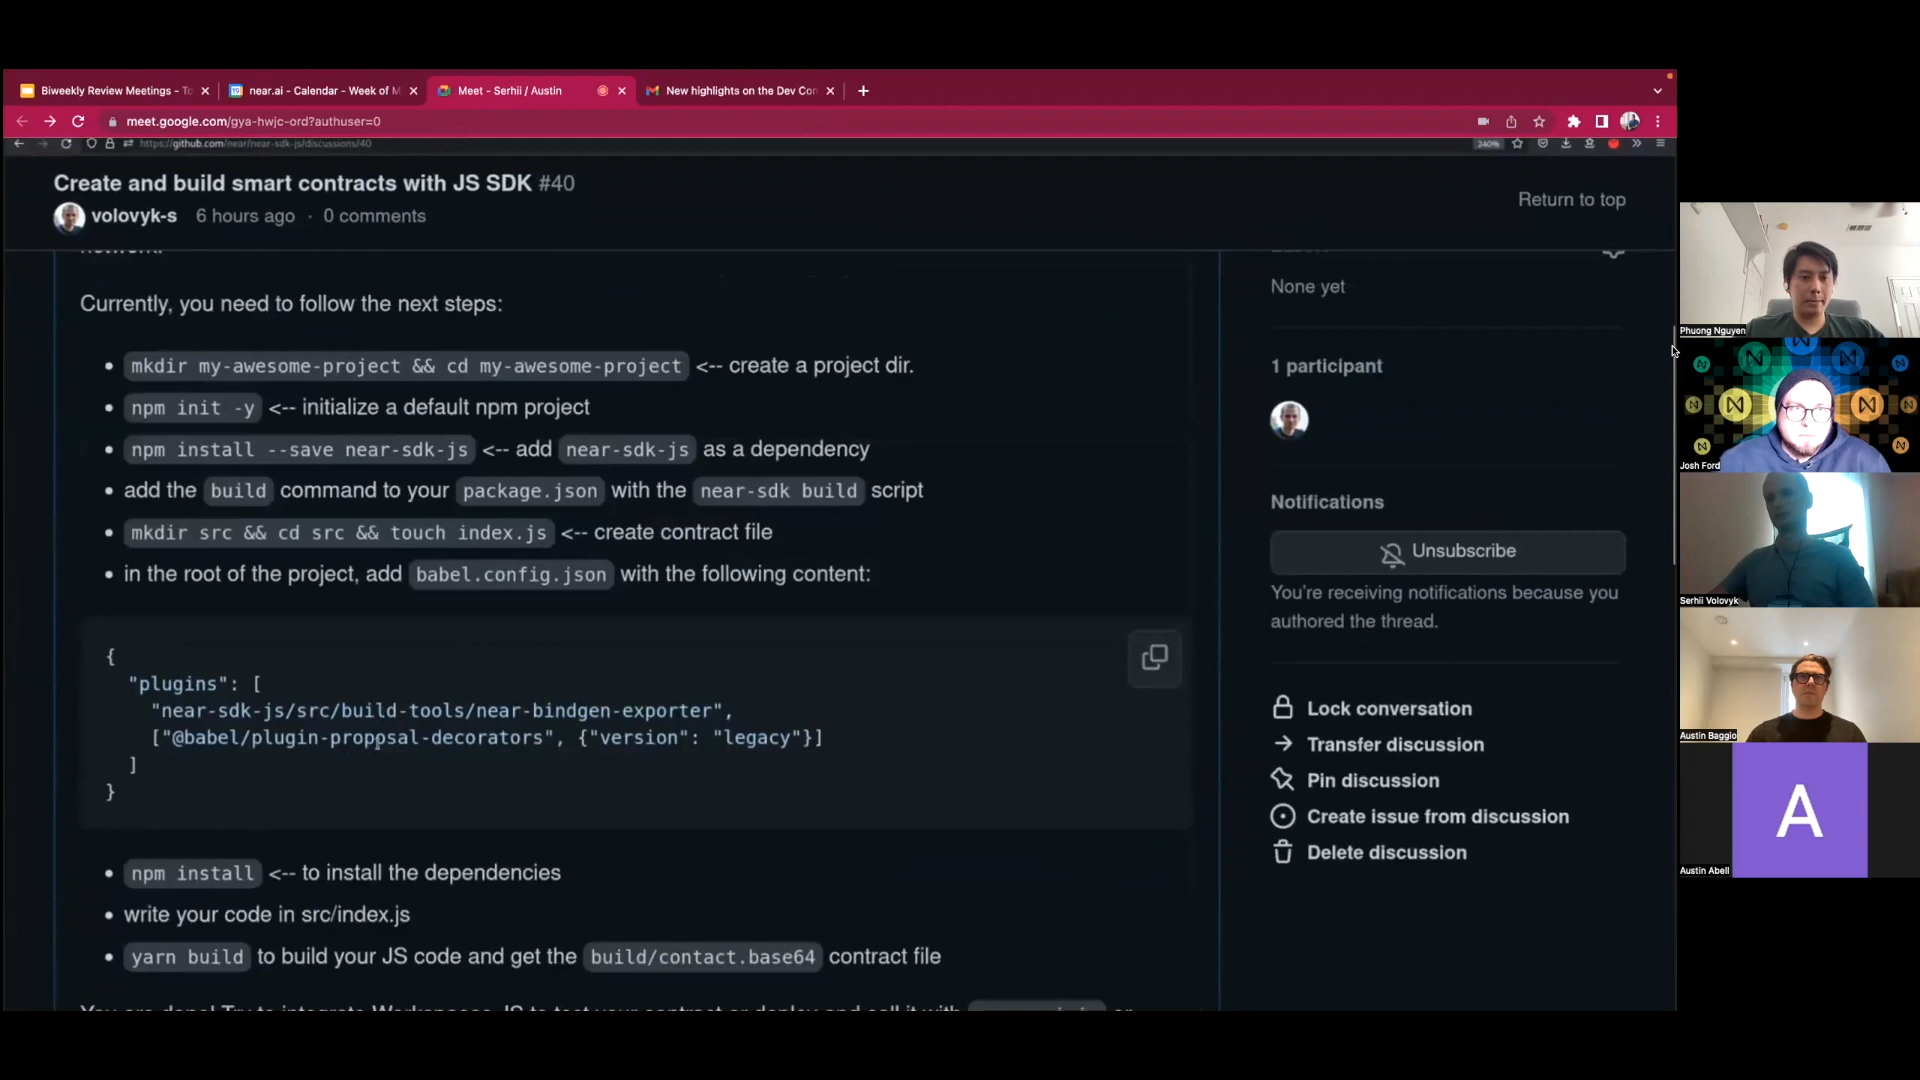 Biweekly Review Meetings - To
near.ai - Calendar - Week of M
Meet - Serhii / Austin
New highlights on the Dev Con
meet.google.com/gya-hwjc-ord?authuser=0
https://github.com/near/near-sdk-js/discussions/40
240%
Create and build smart contracts with JS SDK #40
volovyk-s 6 hours ago · 0 comments
Return to top
network.
Currently, you need to follow the next steps:
• mkdir my-awesome-project && cd my-awesome-project <-- create a project dir.
• npm init -y <-- initialize a default npm project
• npm install --save near-sdk-js <-- add near-sdk-js as a dependency
• add the build command to your package.json with the near-sdk build script
• mkdir src && cd src && touch index.js <-- create contract file
• in the root of the project, add babel.config.json with the following content:
{
"plugins": [
"near-sdk-js/src/build-tools/near-bindgen-exporter",
["@babel/plugin-proposal-decorators", {"version": "legacy"}]
]
}
• npm install <-- to install the dependencies
• write your code in src/index.js
• yarn build to build your JS code and get the build/contact.base64 contract file
None yet
1 participant
Notifications
Unsubscribe
You're receiving notifications because you
authored the thread.
Lock conversation
Transfer discussion
Pin discussion
Create issue from discussion
Delete discussion
Phuong Nguyen
Josh Ford
Serhii Volovyk
Austin Baggio
A
Austin Abell